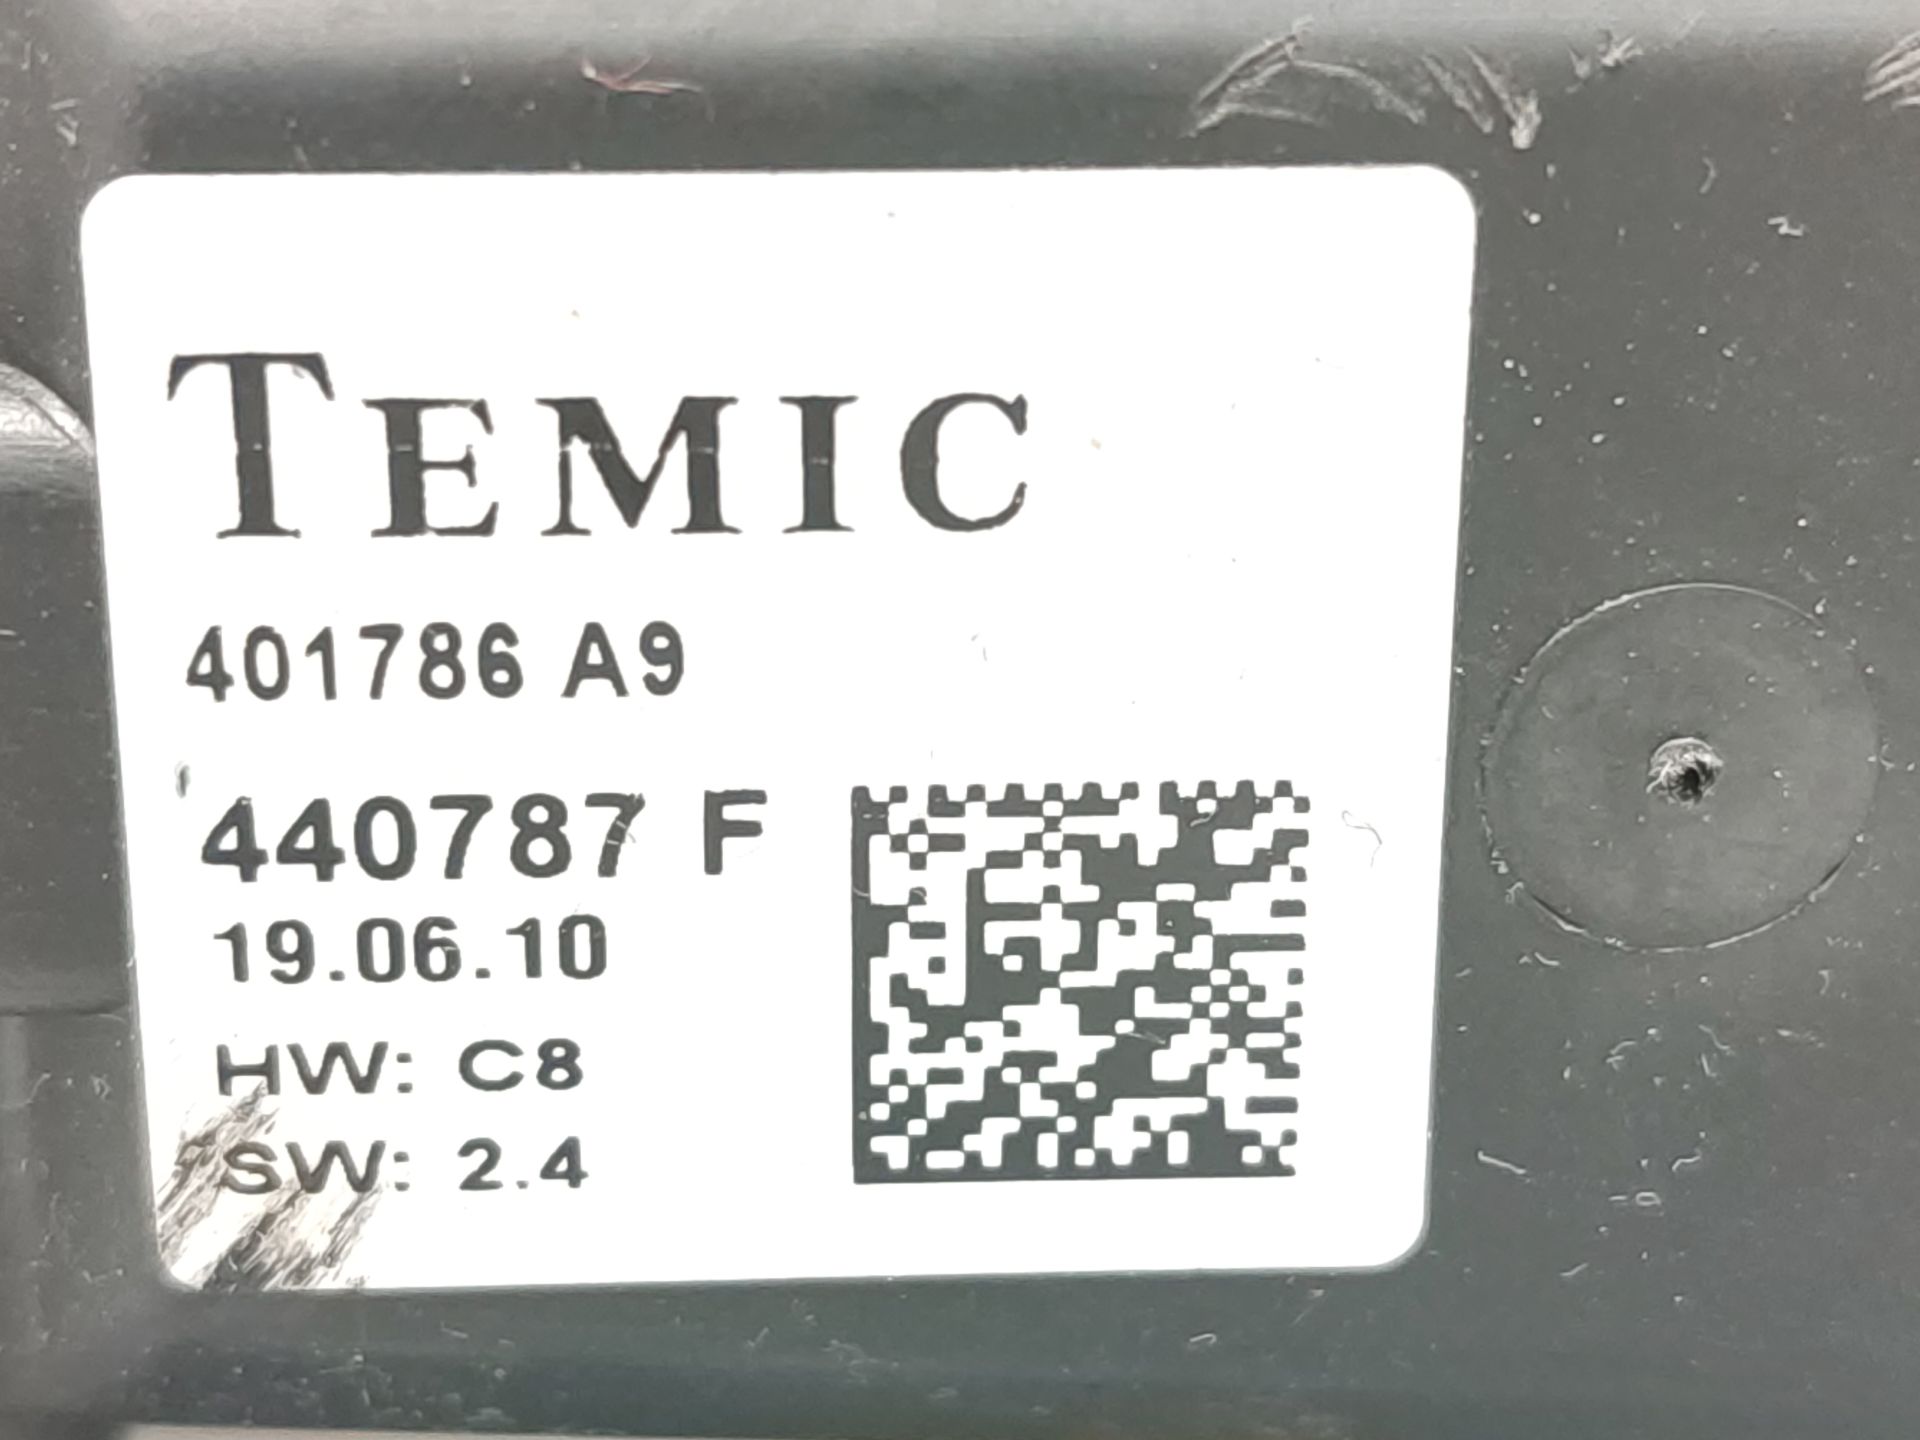 TEMIC
401786 A9
440787 F
19.06.10
HW: C8
SW: 2.4